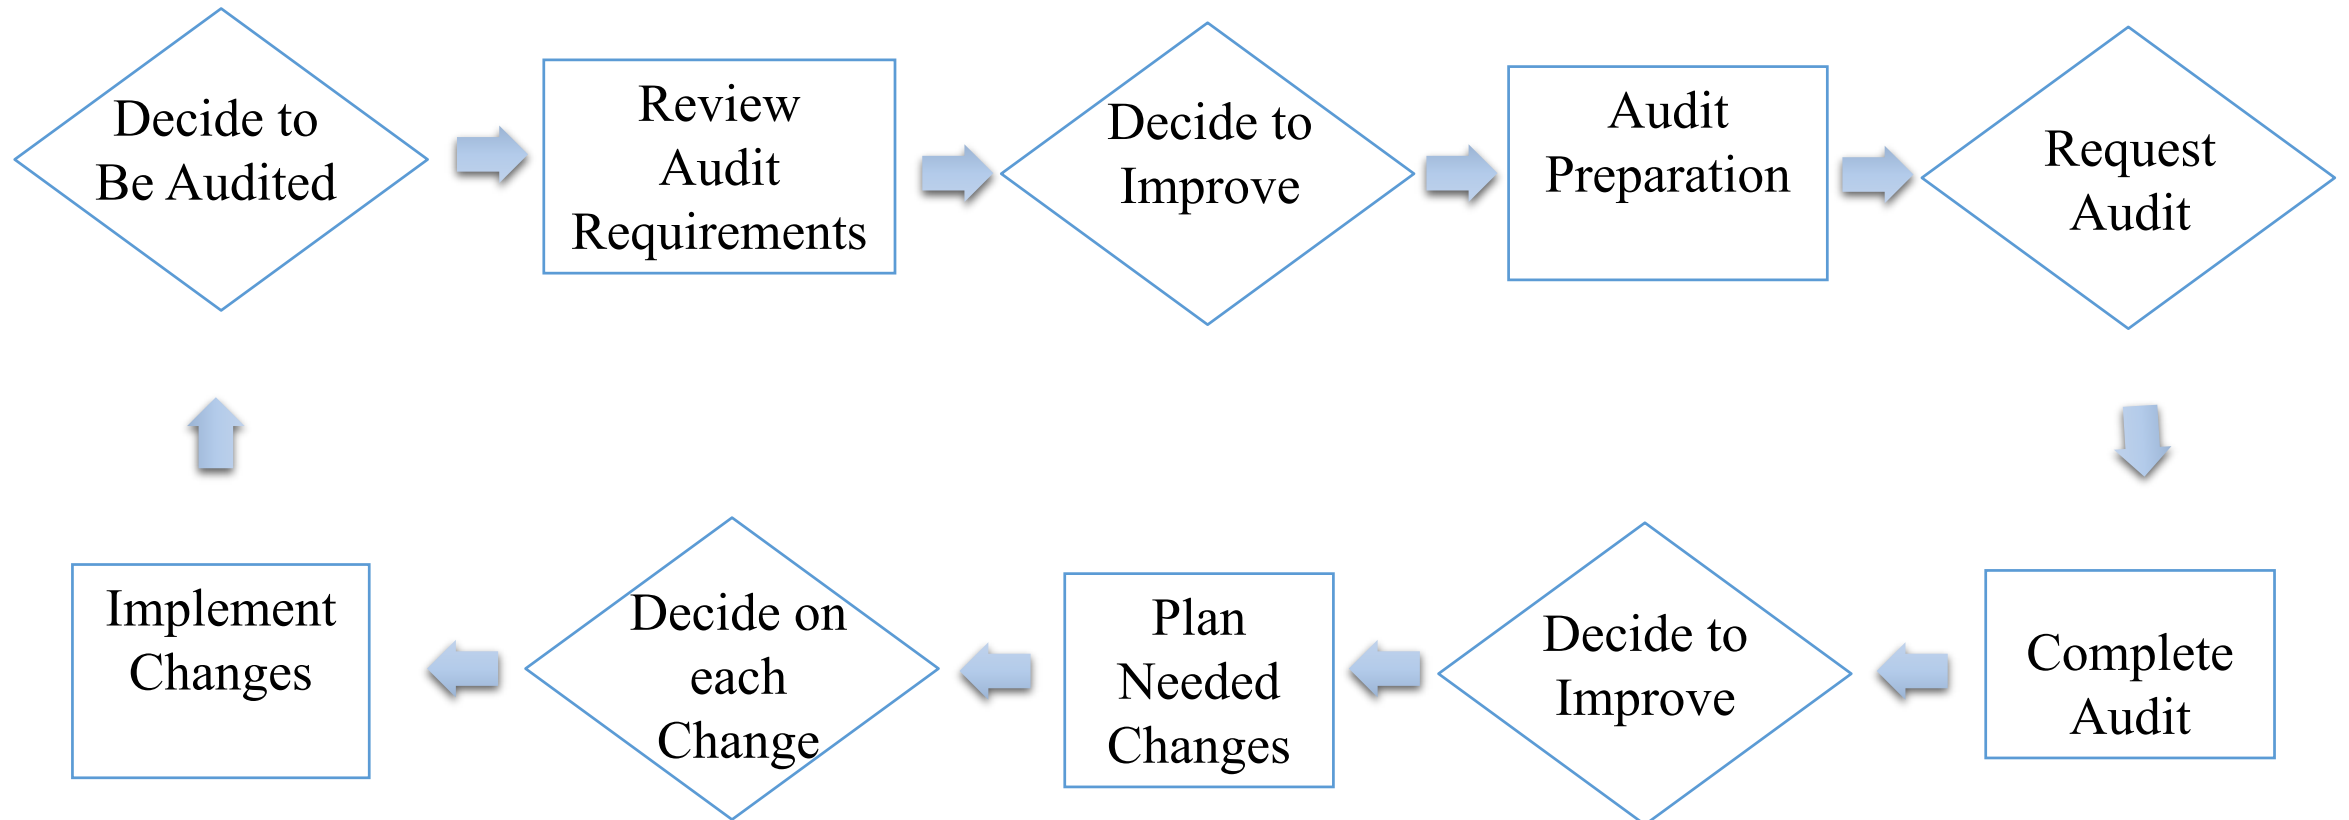 Decide to
Be Audited
Review
Audit
Requirements
Decide to
Improve
Audit
Preparation
Request
Audit
Implement
Changes
Decide on
each
Change
Plan
Needed
Changes
Decide to
Improve
Complete
Audit